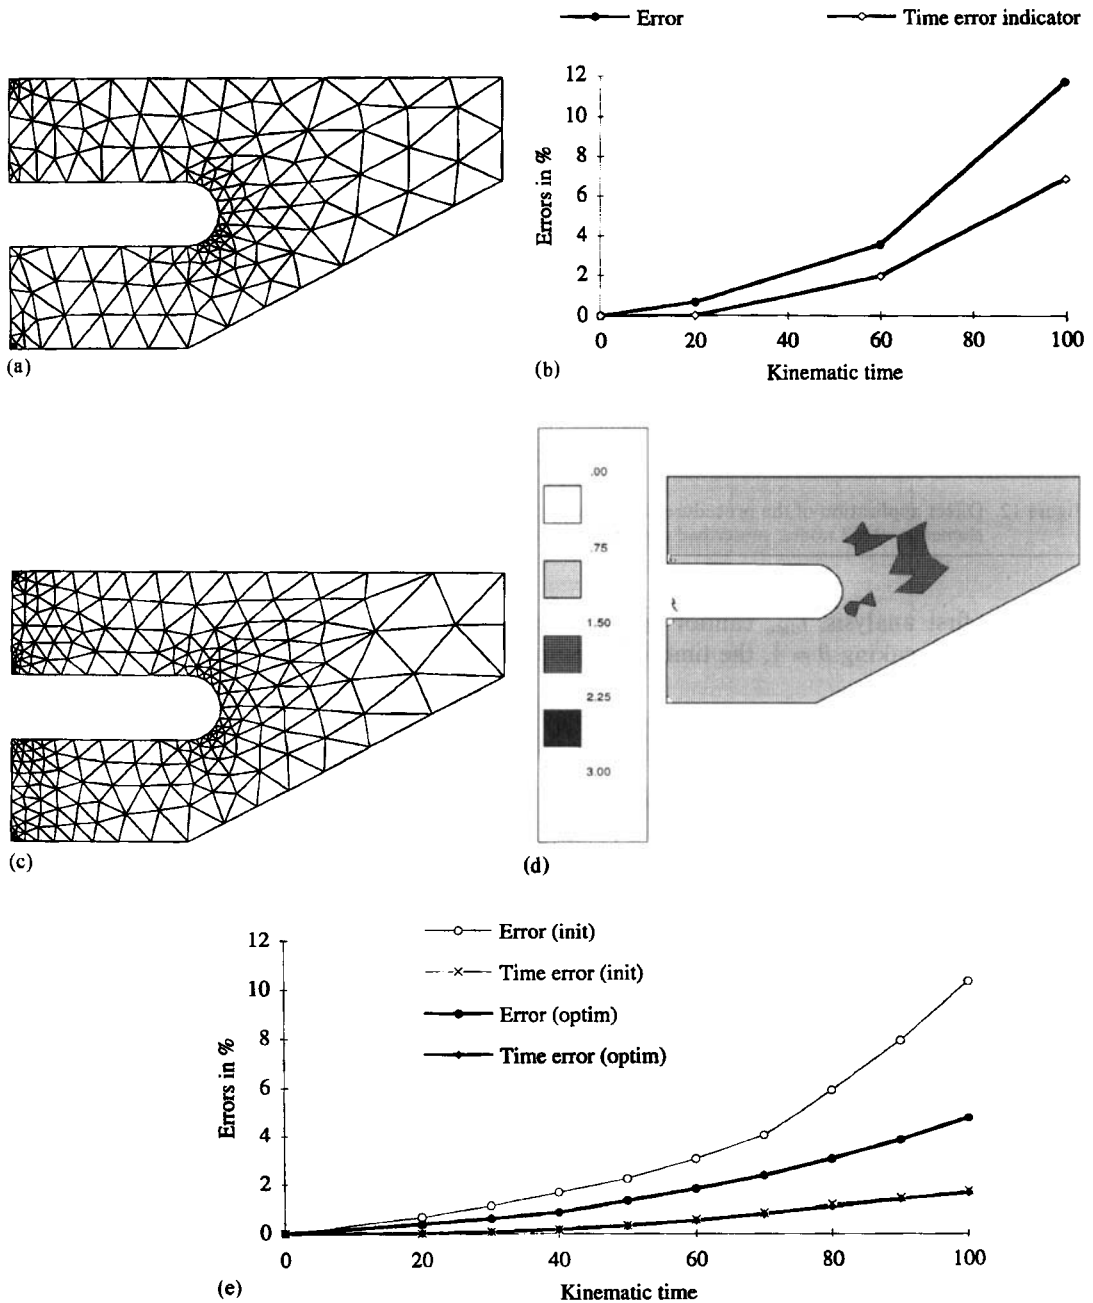 Error
Time error indicator
12
10
8
6
4
2
0
Errors in %
0
20
40
60
80
100
Kinematic time
(a)
(b)
.00
.75
1.50
2.25
3.00
(c)
(d)
Error (init)
Time error (init)
Error (optim)
Time error (optim)
12
10
8
6
4
2
0
Errors in %
0
20
40
60
80
100
Kinematic time
(e)